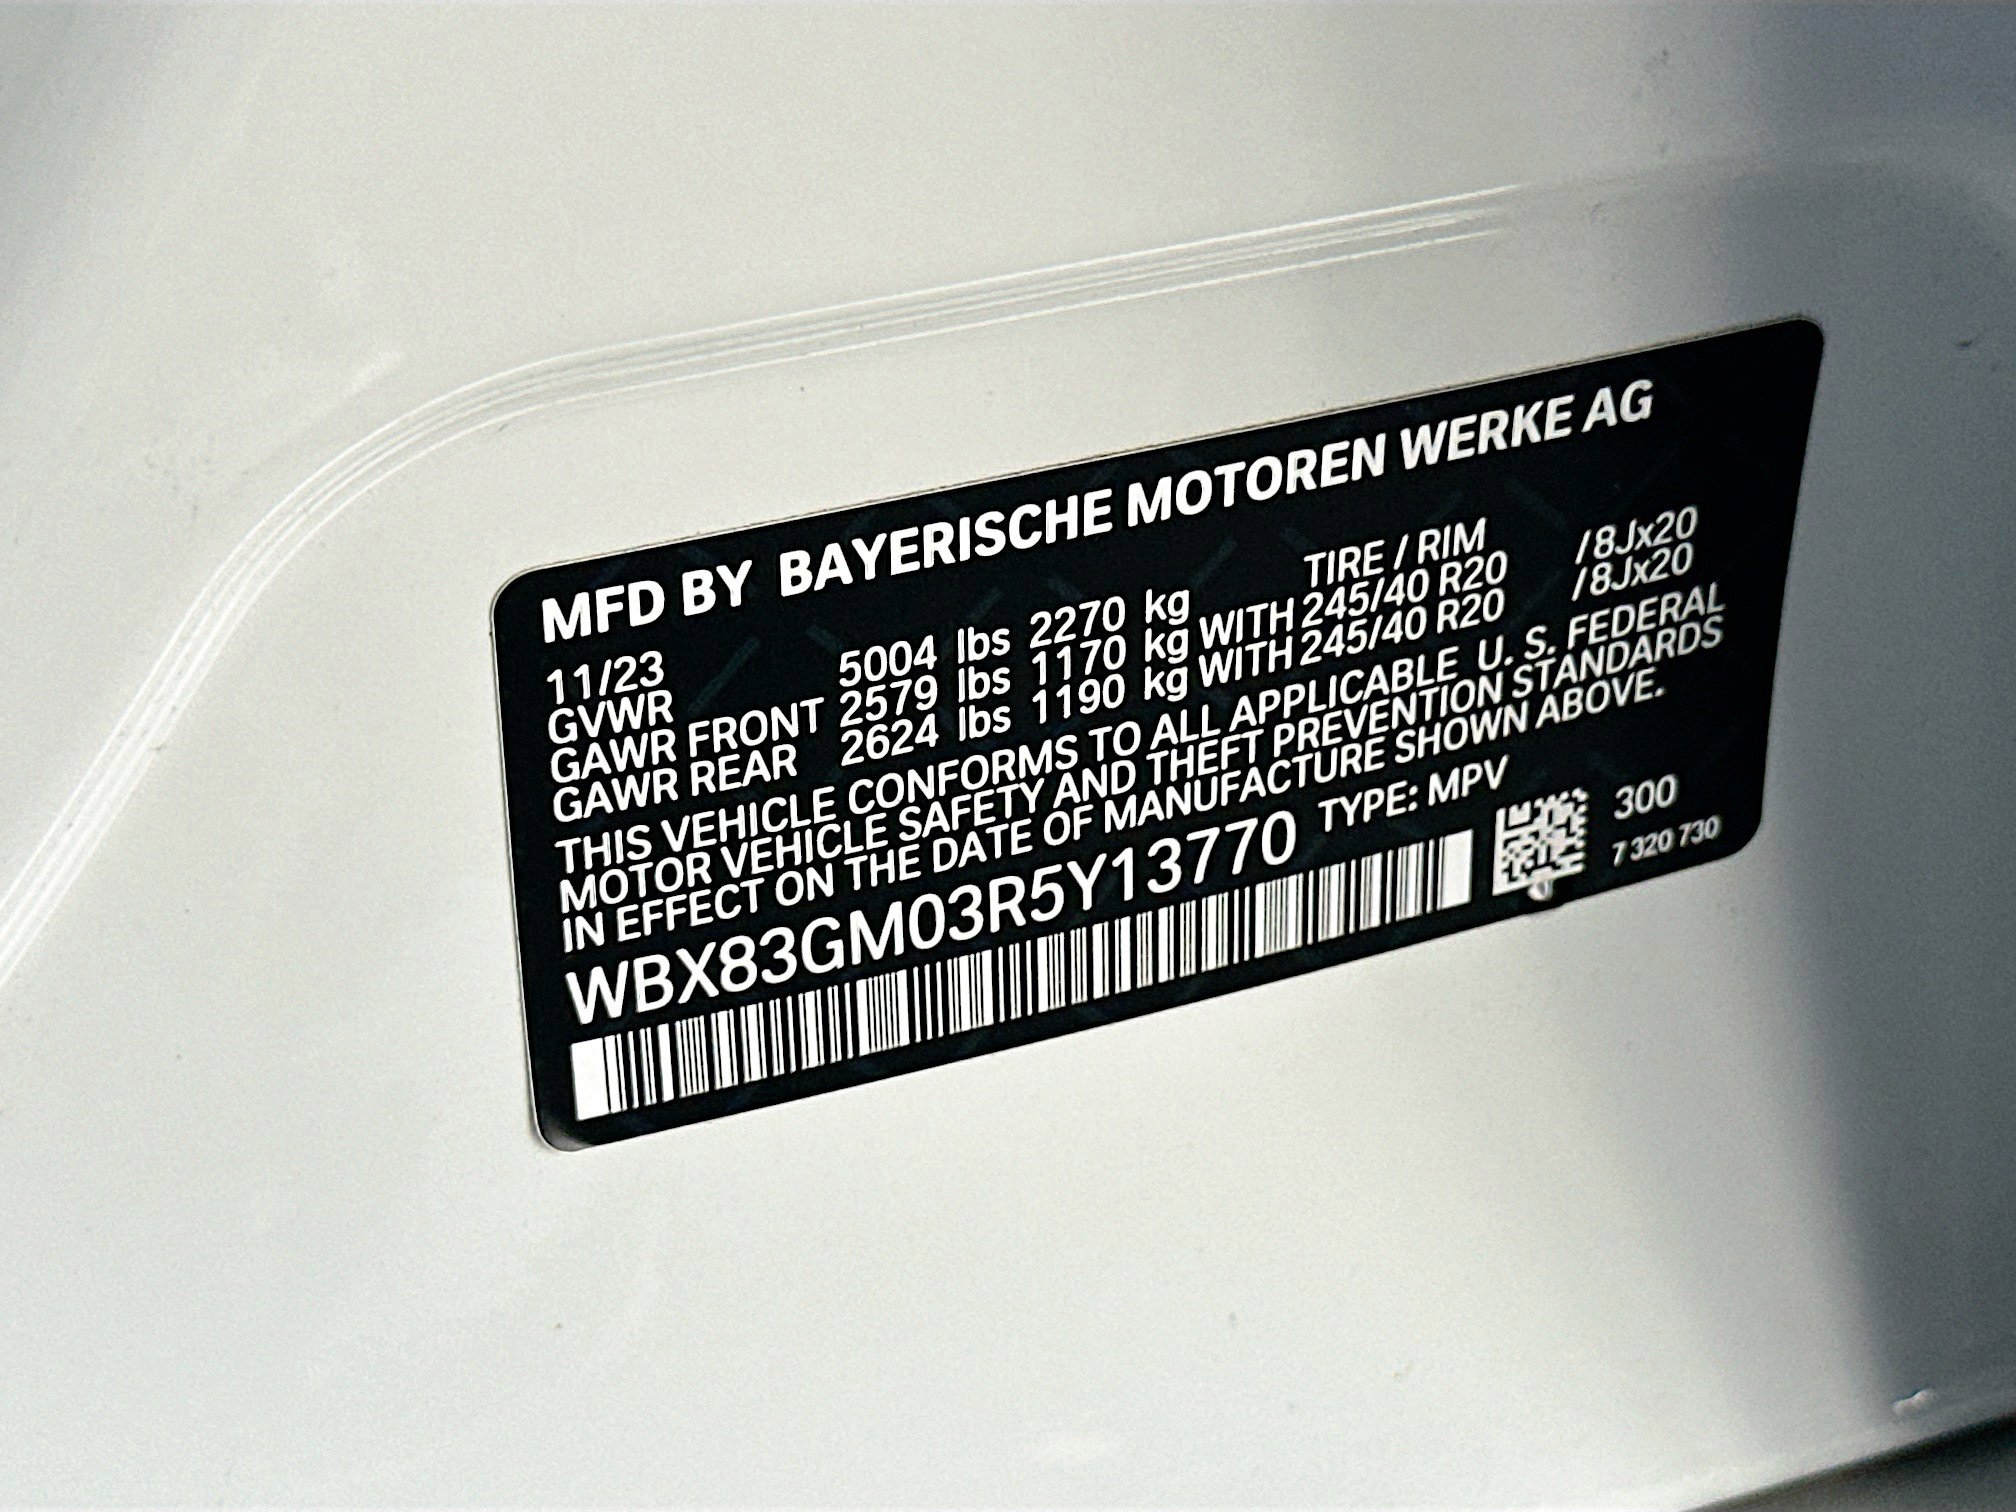 MFD BY BAYERISCHE MOTOREN WERKE AG
11/23 TIRE / RIM
GVWR 5004 lbs 2270 kg
GAWR FRONT 2579 lbs 1170 kg WITH 245/40 R20 /8Jx20
GAWR REAR 2624 lbs 1190 kg WITH 245/40 R20 /8Jx20
THIS VEHICLE CONFORMS TO ALL APPLICABLE U. S. FEDERAL
MOTOR VEHICLE SAFETY AND THEFT PREVENTION STANDARDS
IN EFFECT ON THE DATE OF MANUFACTURE SHOWN ABOVE.
WBX83GM03R5Y13770 TYPE: MPV
300
7 320 730